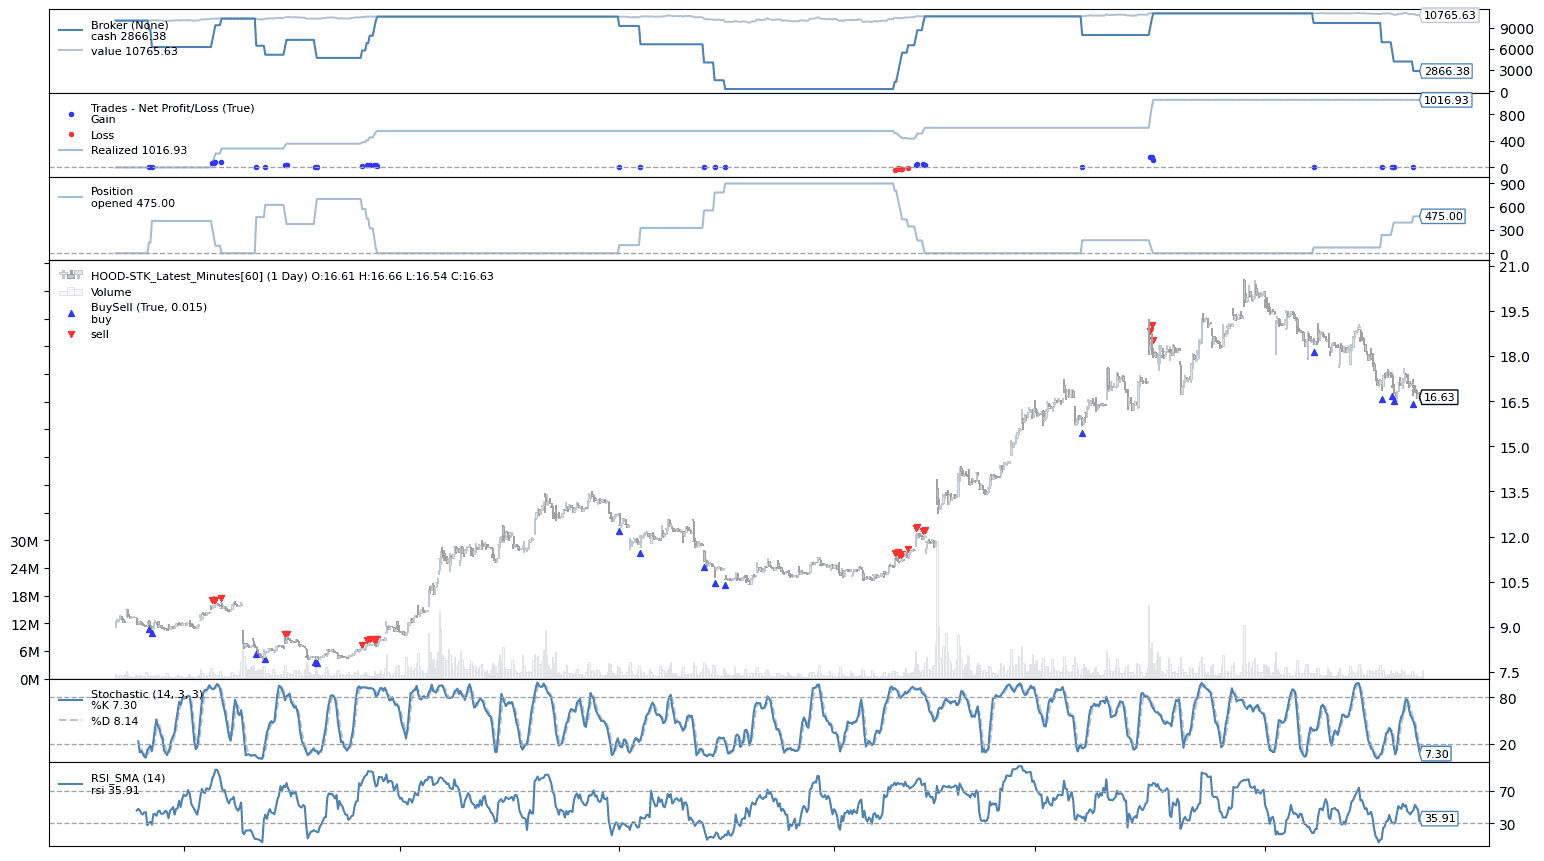 Broker (None)
cash 2866.38
value 10765.63
10765.63
9000
6000
3000
2866.38
0
Trades - Net Profit/Loss (True)
Gain
Loss
Realized 1016.93
1016.93
800
400
0
Position
opened 475.00
900
600
475.00
300
0
HOOD-STK_Latest_Minutes[60] (1 Day) O:16.61 H:16.66 L:16.54 C:16.63
Volume
BuySell (True, 0.015)
buy
sell
21.0
19.5
18.0
16.63
16.5
15.0
13.5
12.0
10.5
9.0
7.5
30M
24M
18M
12M
6M
0M
Stochastic (14, 3, 3)
%K 7.30
%D 8.14
80
20
7.30
RSI_SMA (14)
rsi 35.91
70
35.91
30